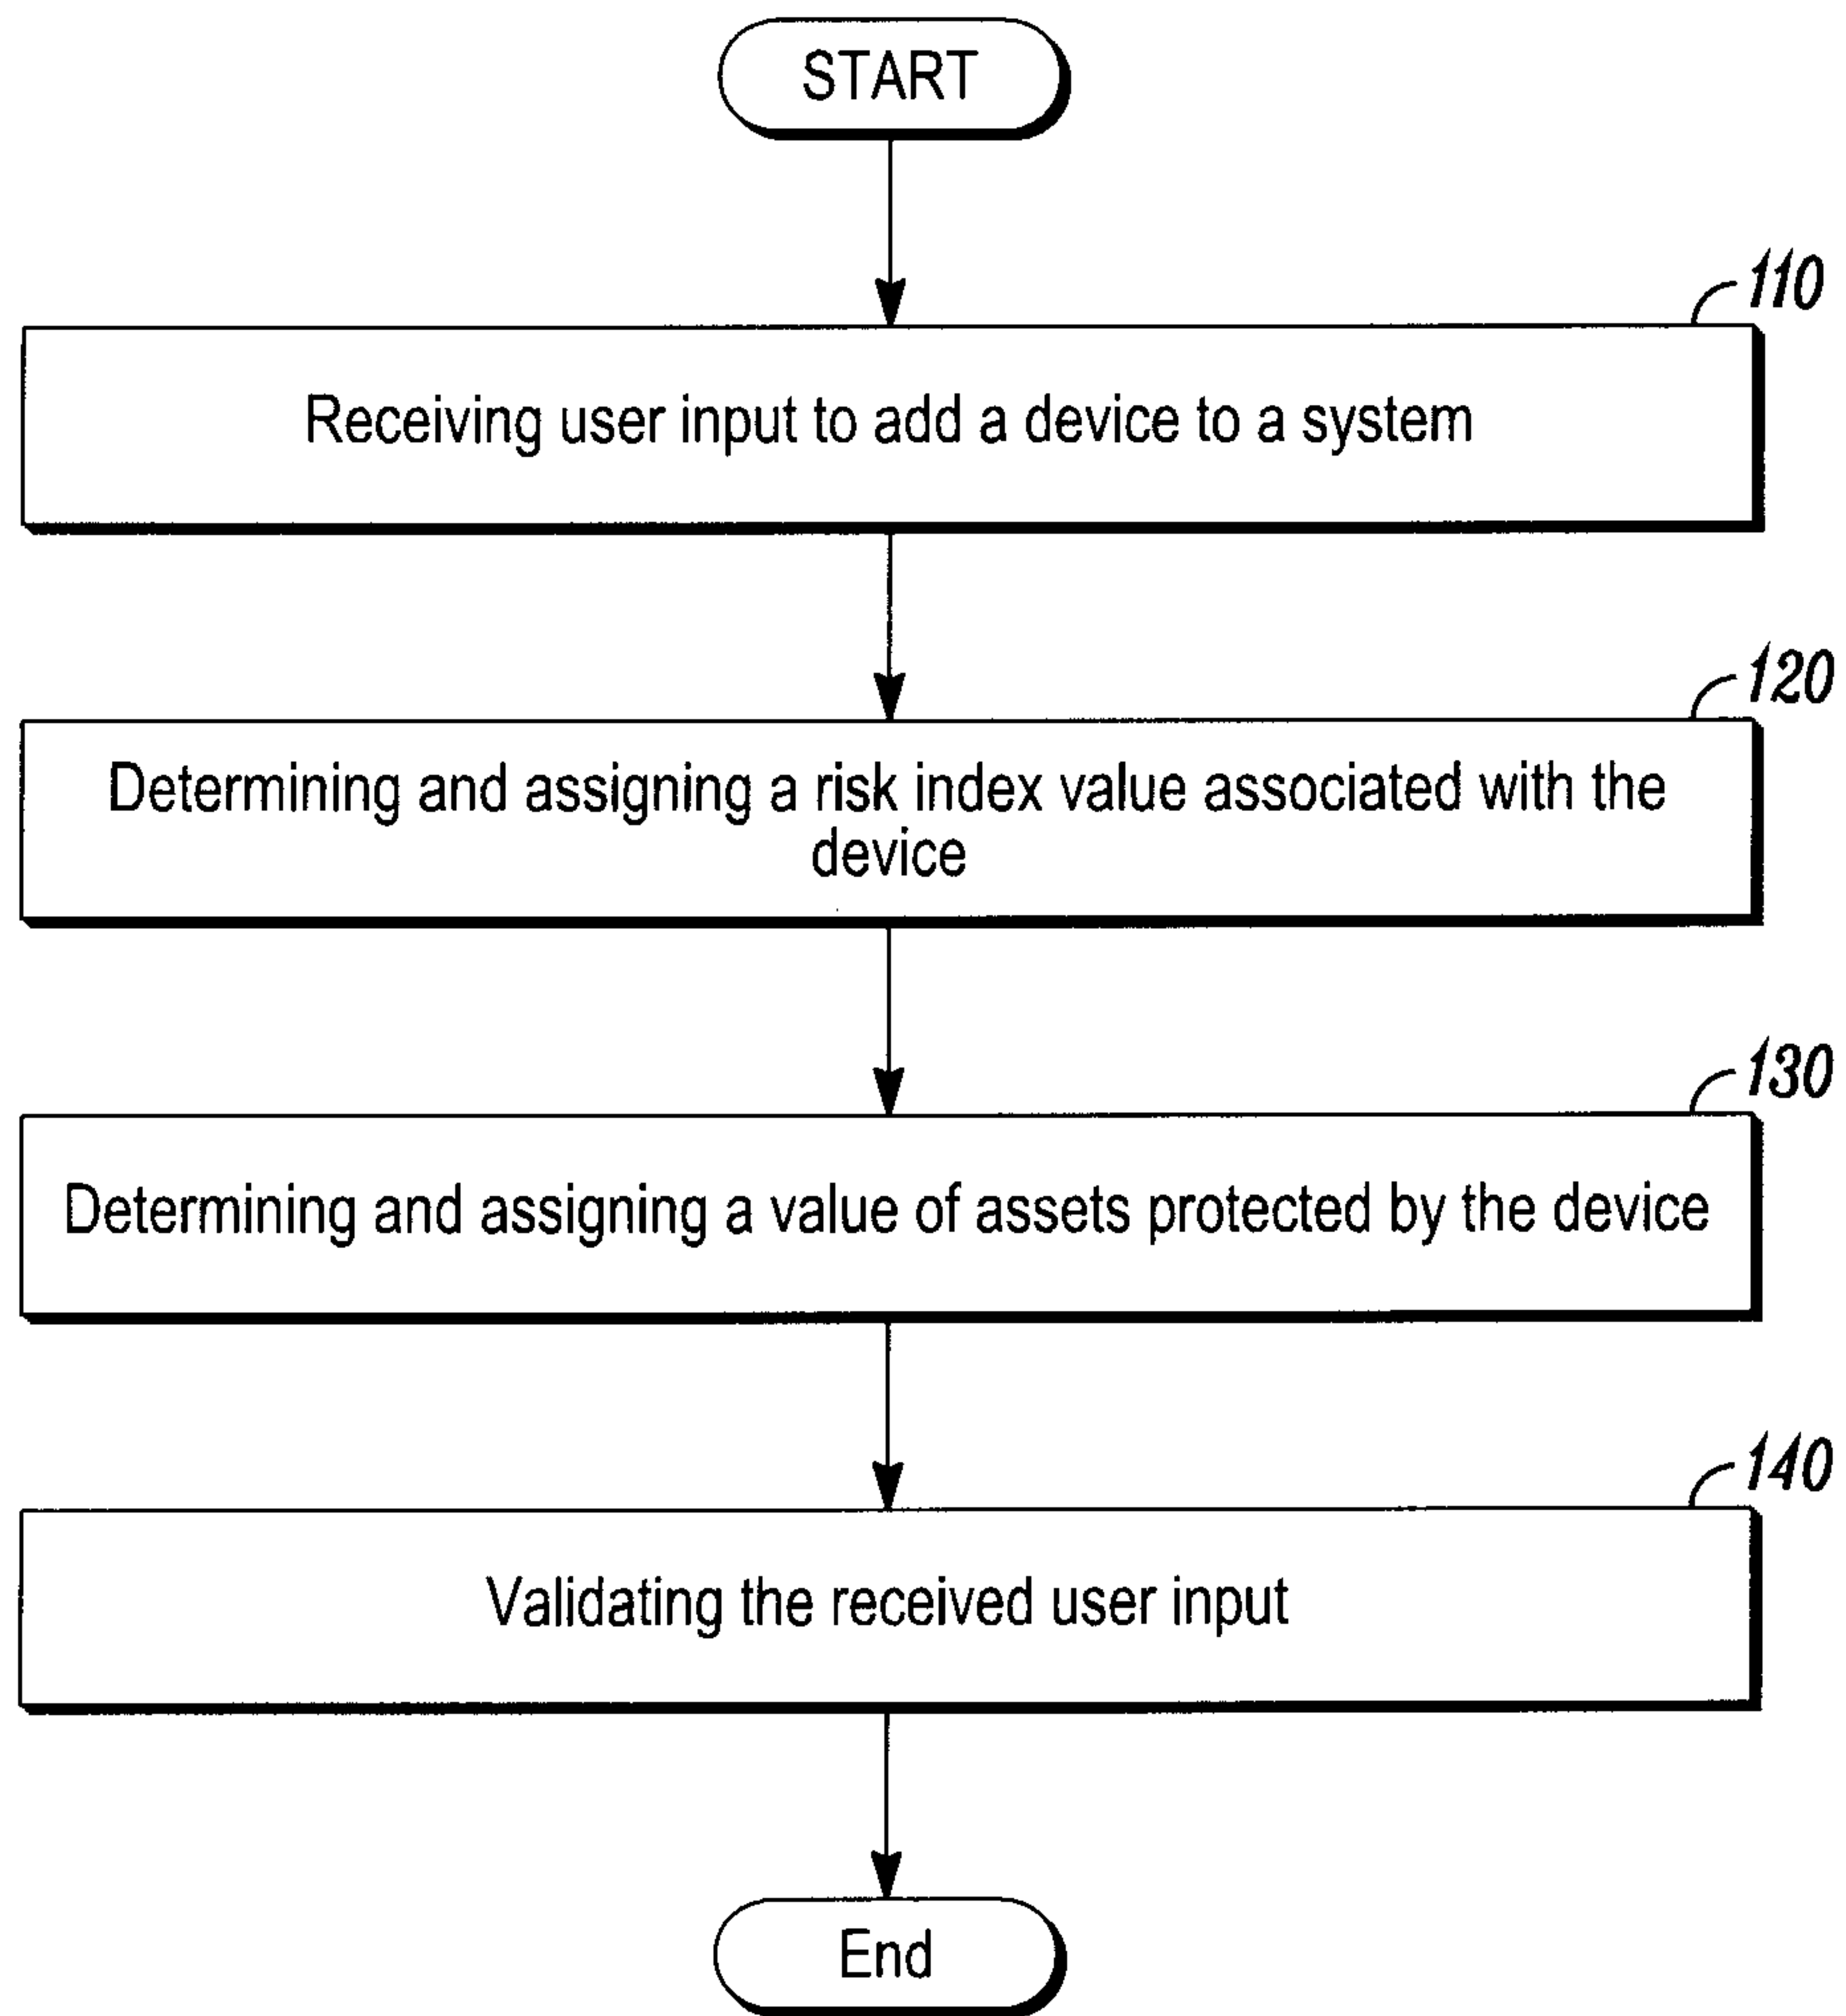 START
110
Receiving user input to add a device to a system
120
Determining and assigning a risk index value associated with the
device
130
Determining and assigning a value of assets protected by the device
140
Validating the received user input
End